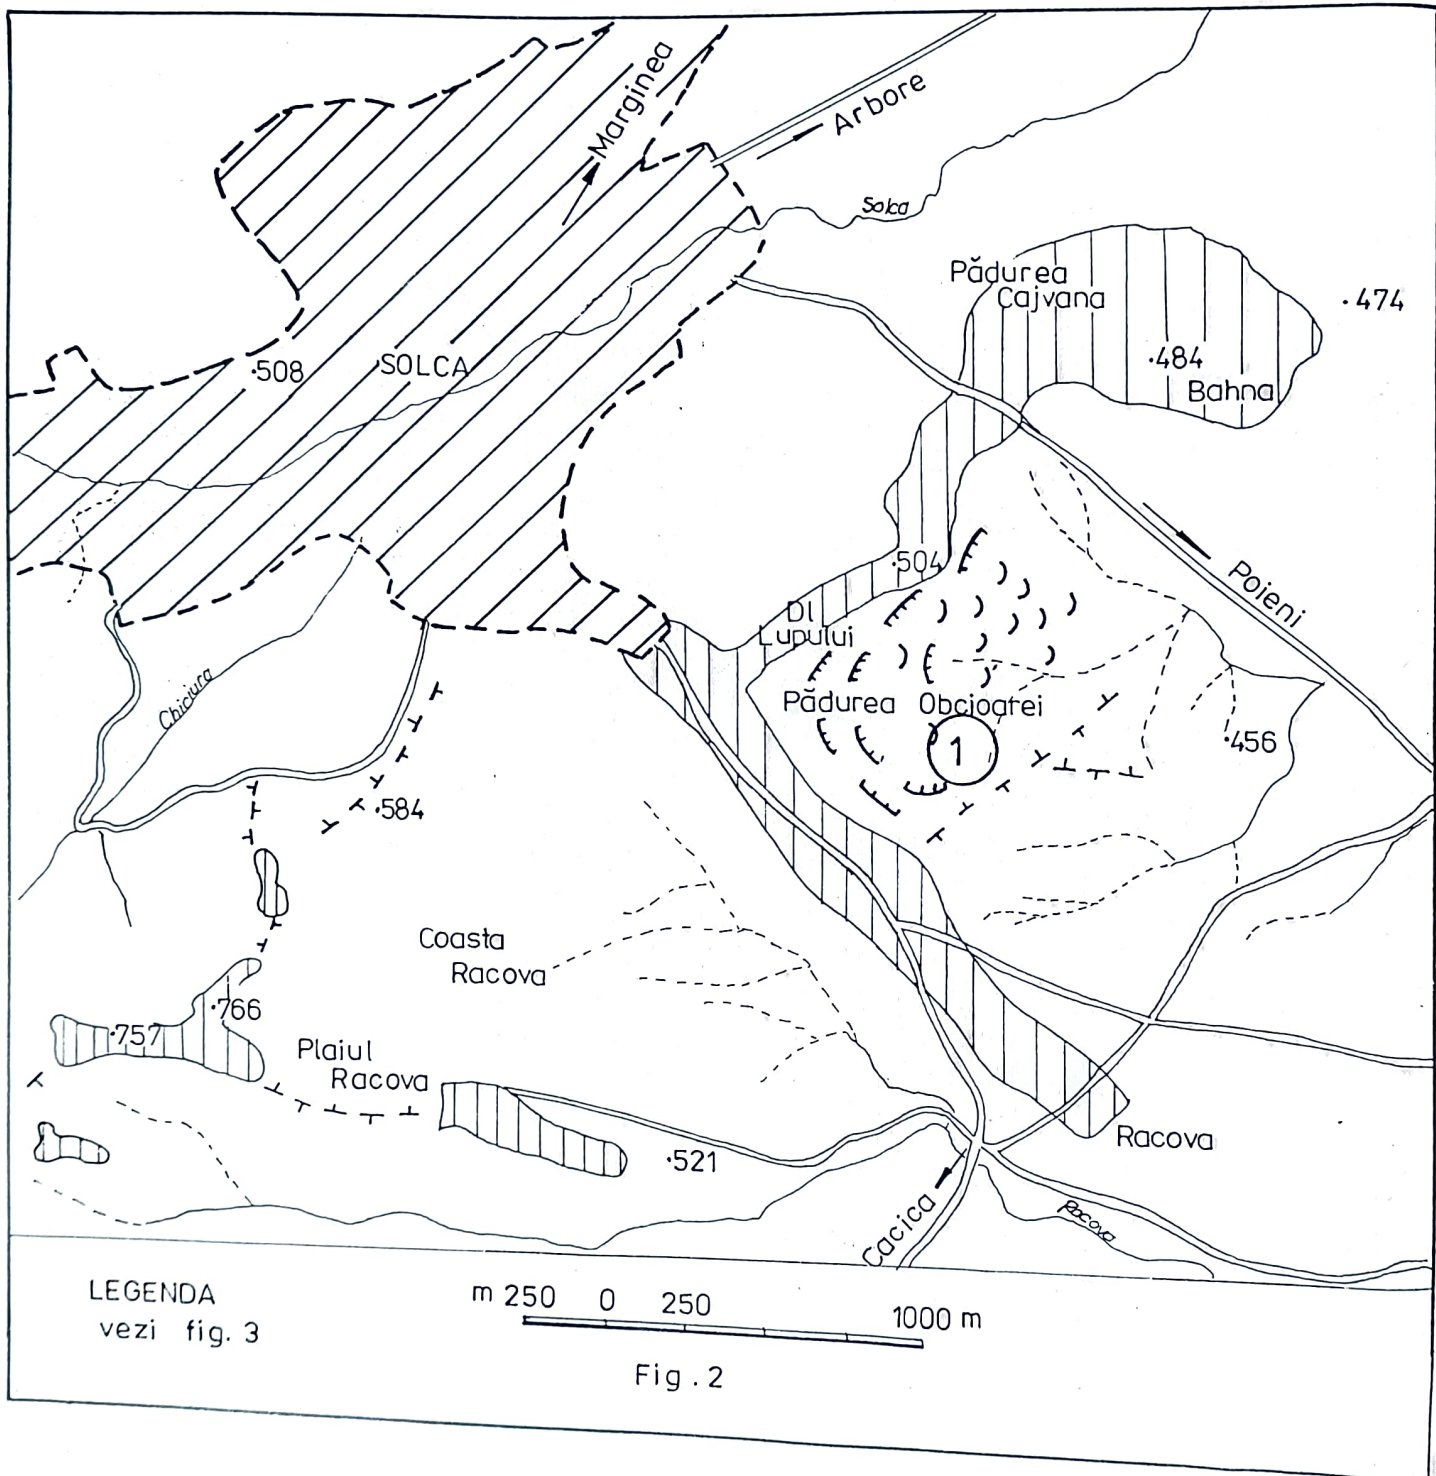 Marginea
Arbore
Solca
Pădurea
Cajvana
.474
.484
Bahna
.508
SOLCA
.504
Dl
Lupului
Poieni
Chiciura
Pădurea Obcioarei
1
.456
.584
Coasta
Racova
.766
.757
Plaiul
Racova
.521
Racova
Cacica
Racova
LEGENDA
vezi fig. 3
m 250 0 250 1000 m
Fig. 2